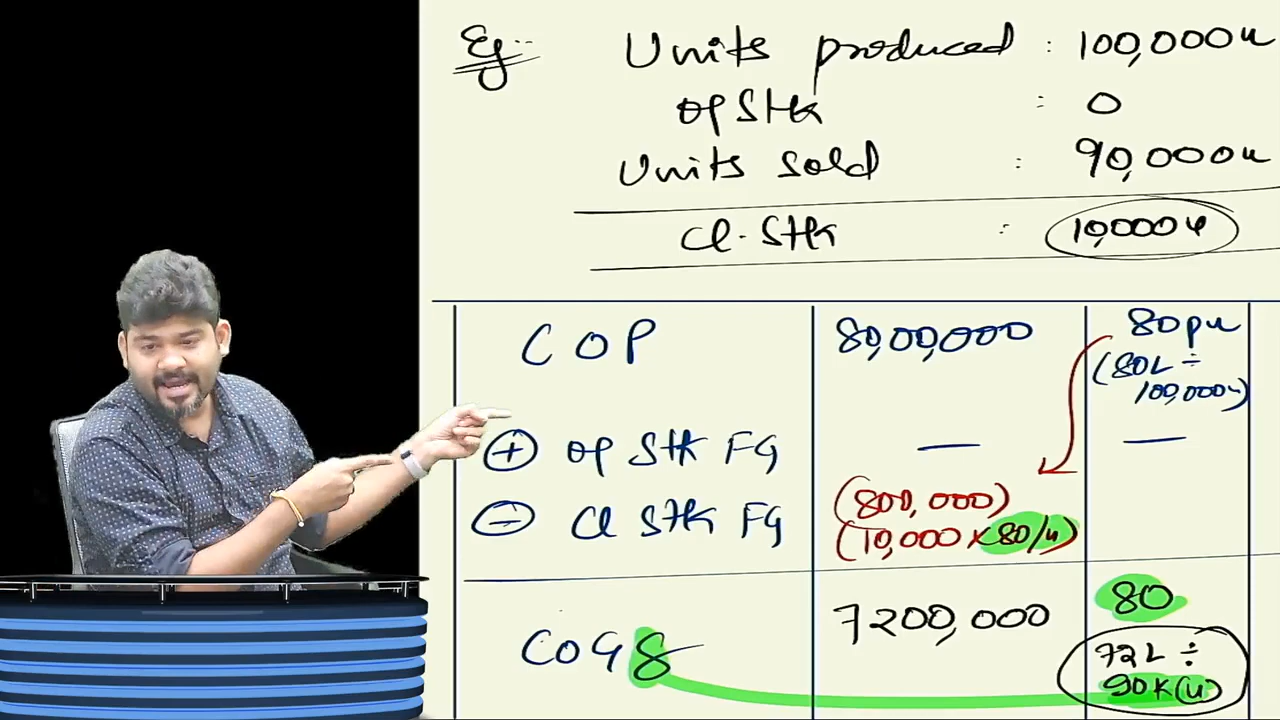 Eg:-
Units produced : 100,000u
op Stk : 0
Units sold : 90,000u
Cl. Stk : 10,000u
COP 80,00,000 80pu
(80L ÷
100,000u)
+ op Stk FG — —
- Cl Stk FG (800,000)
(10,000 x 80/u)
COGS 7200,000 80
72L ÷
90K(u)